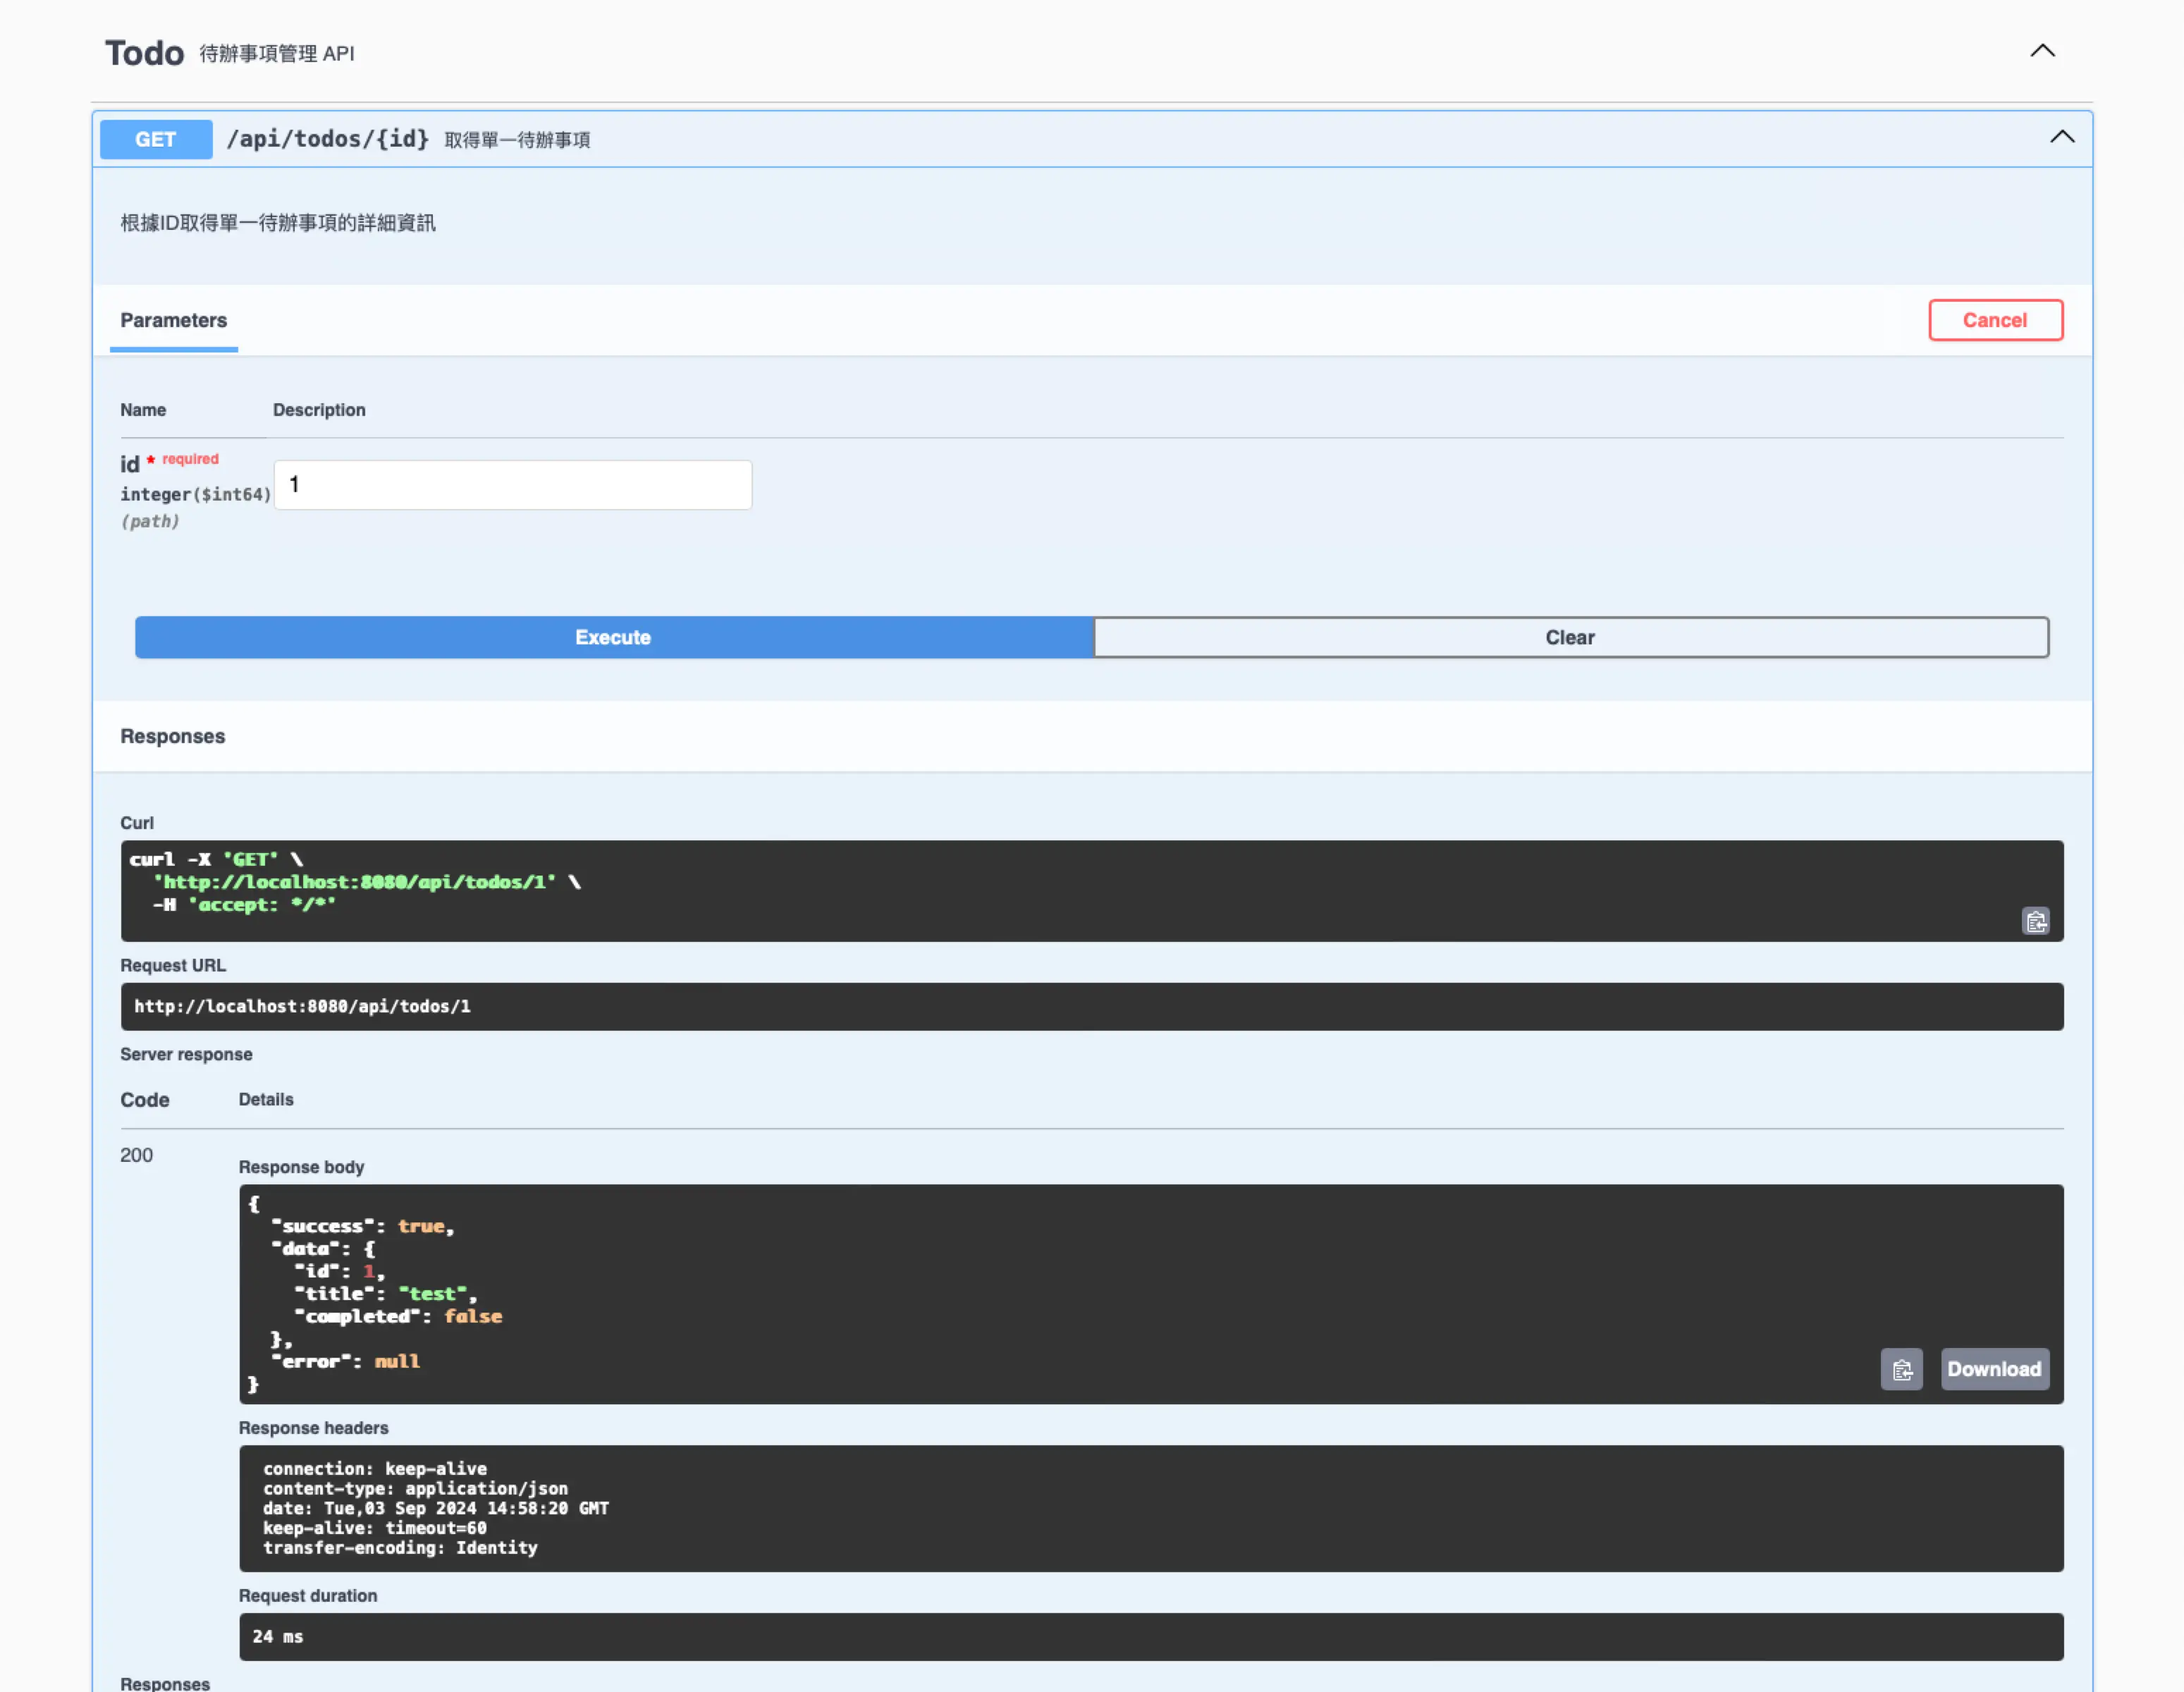 Todo 待辦事項管理 API
GET /api/todos/{id} 取得單一待辦事項
根據ID取得單一待辦事項的詳細資訊
Parameters Cancel
Name Description
id * required
integer($int64)
(path)
1
Execute Clear
Responses
Curl
curl -X 'GET' \
  'http://localhost:8080/api/todos/1' \
  -H 'accept: */*'
Request URL
http://localhost:8080/api/todos/1
Server response
Code Details
200
Response body
{
  "success": true,
  "data": {
    "id": 1,
    "title": "test",
    "completed": false
  },
  "error": null
}
Download
Response headers
connection: keep-alive
content-type: application/json
date: Tue,03 Sep 2024 14:58:20 GMT
keep-alive: timeout=60
transfer-encoding: Identity
Request duration
24 ms
Responses